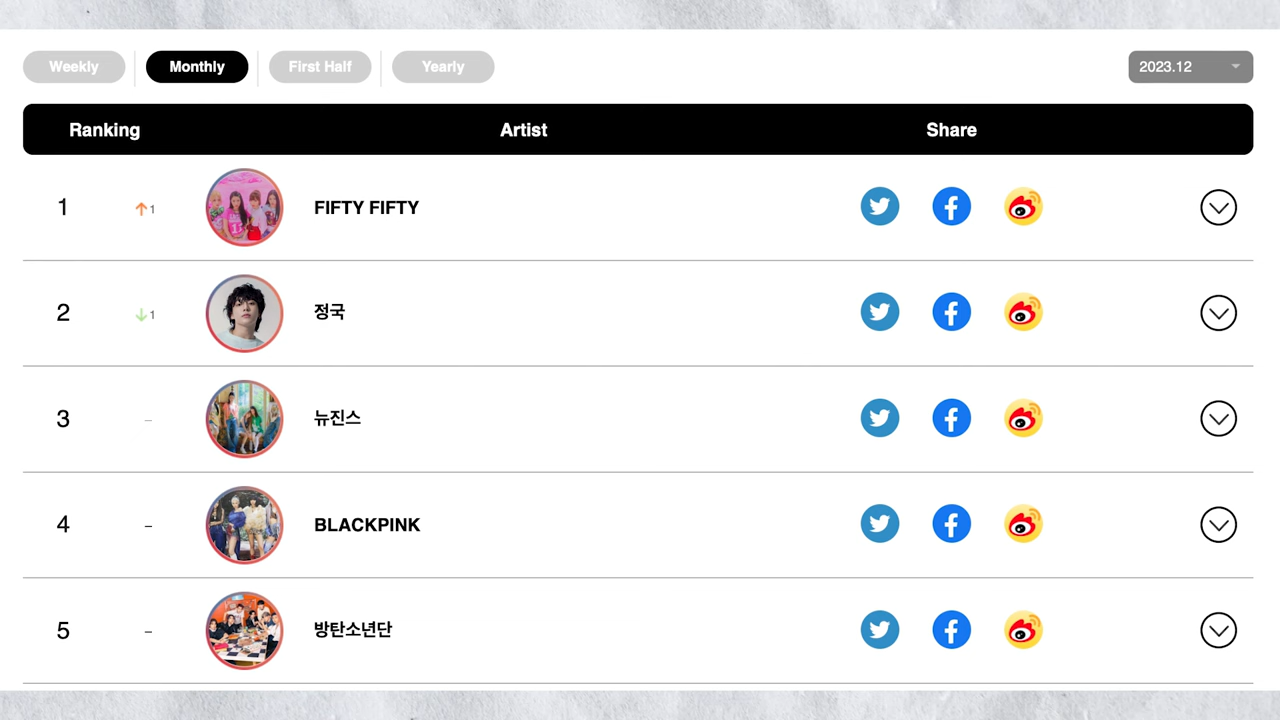 Weekly Monthly First Half Yearly 2023.12
Ranking Artist Share
1 ↑1 FIFTY FIFTY
2 ↓1 정국
3 – 뉴진스
4 – BLACKPINK
5 – 방탄소년단